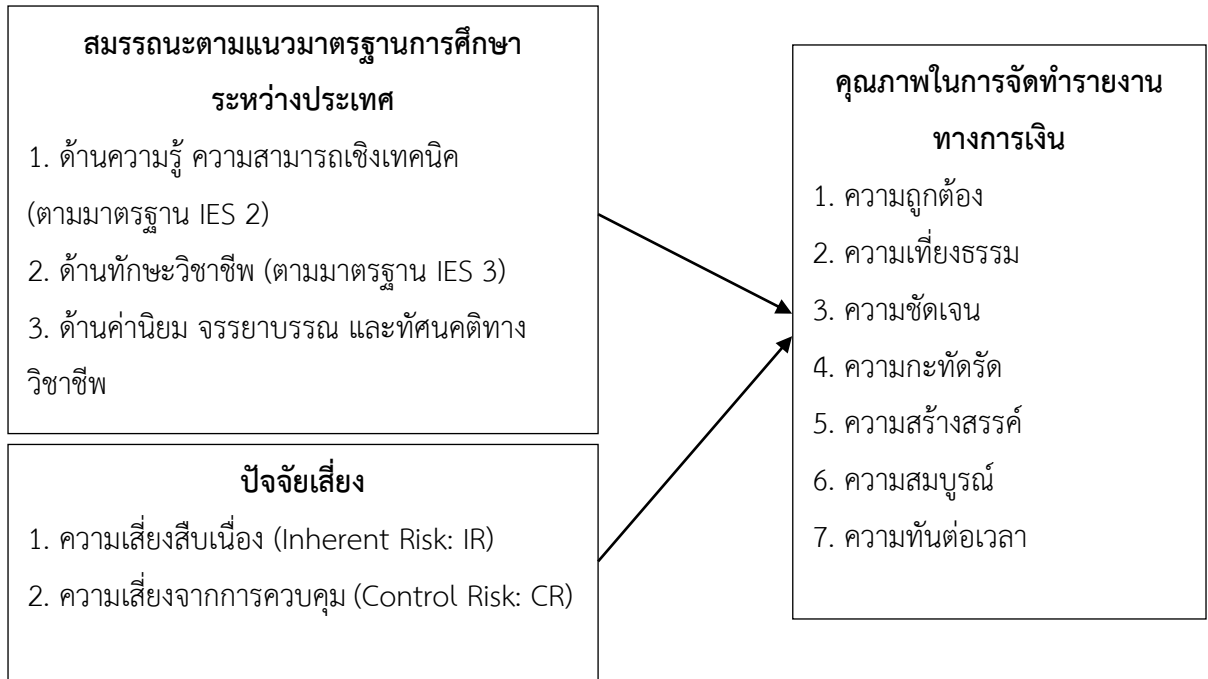 สมรรถนะตามแนวมาตรฐานการศึกษา
ระหว่างประเทศ
1. ด้านความรู้ ความสามารถเชิงเทคนิค
(ตามมาตรฐาน IES 2)
2. ด้านทักษะวิชาชีพ (ตามมาตรฐาน IES 3)
3. ด้านค่านิยม จรรยาบรรณ และทัศนคติทาง
วิชาชีพ
ปัจจัยเสี่ยง
1. ความเสี่ยงสืบเนื่อง (Inherent Risk: IR)
2. ความเสี่ยงจากการควบคุม (Control Risk: CR)
คุณภาพในการจัดทำรายงาน
ทางการเงิน
1. ความถูกต้อง
2. ความเที่ยงธรรม
3. ความชัดเจน
4. ความกะทัดรัด
5. ความสร้างสรรค์
6. ความสมบูรณ์
7. ความทันต่อเวลา